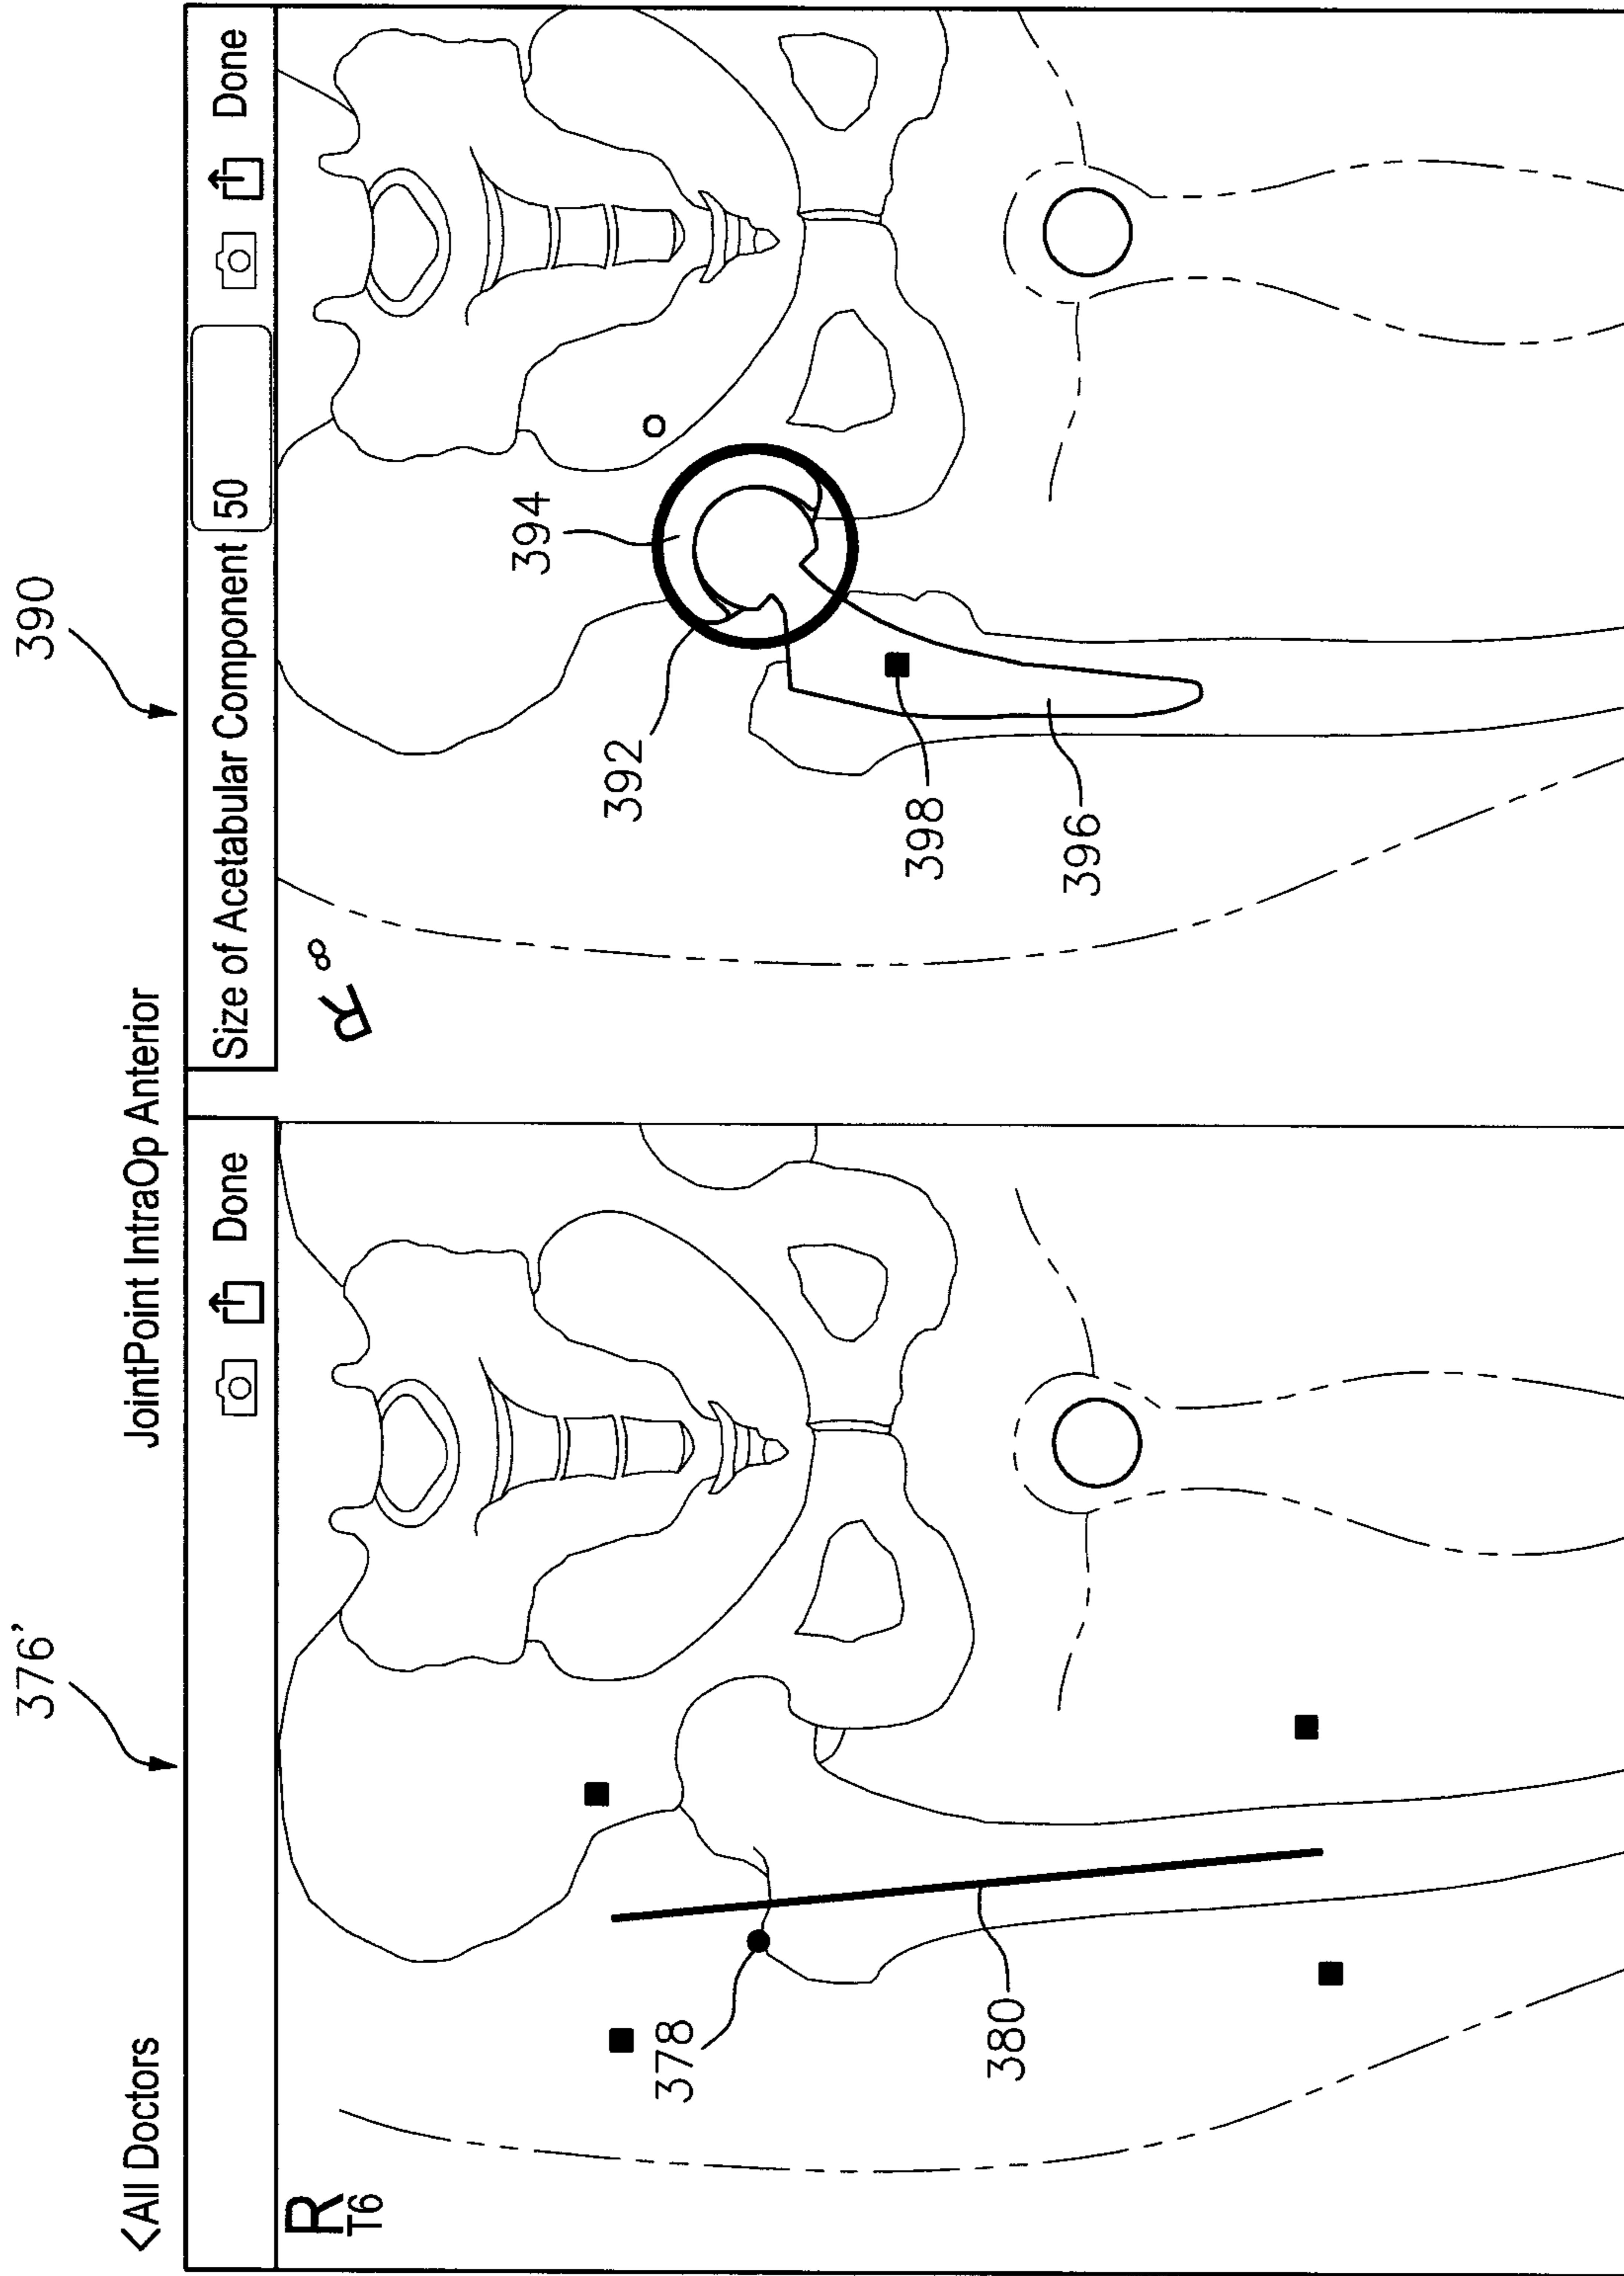 376'
390
<All Doctors
JointPoint IntraOp Anterior
Done
Size of Acetabular Component 50
Done
R
T6
R 8
378
380
392
394
398
396